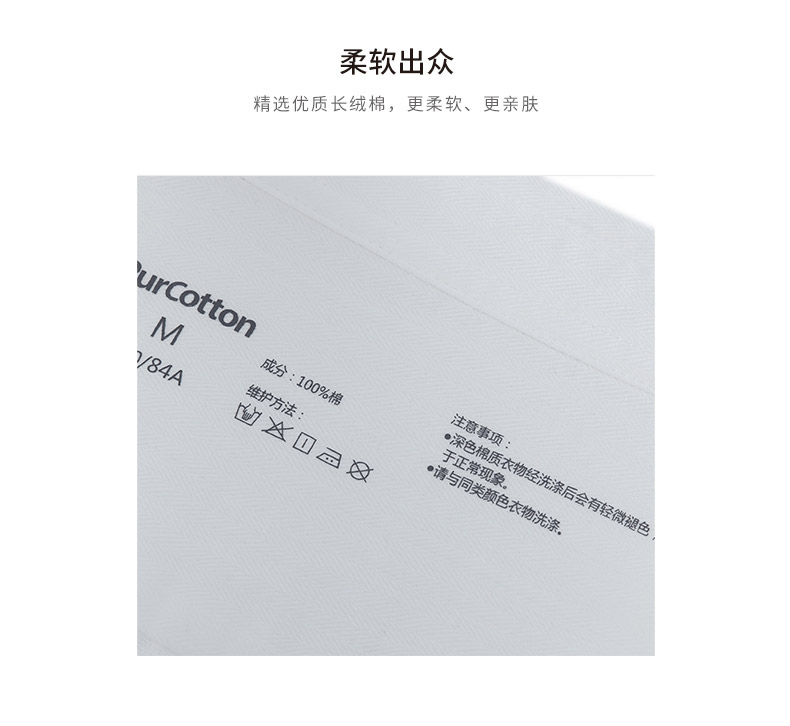 柔软出众
精选优质长绒棉，更柔软、更亲肤
PurCotton
M
/84A
成分：100%棉
维护方法：
注意事项：
●深色棉质衣物经洗涤后会有轻微褪色，
于正常现象。
●请与同类颜色衣物洗涤.